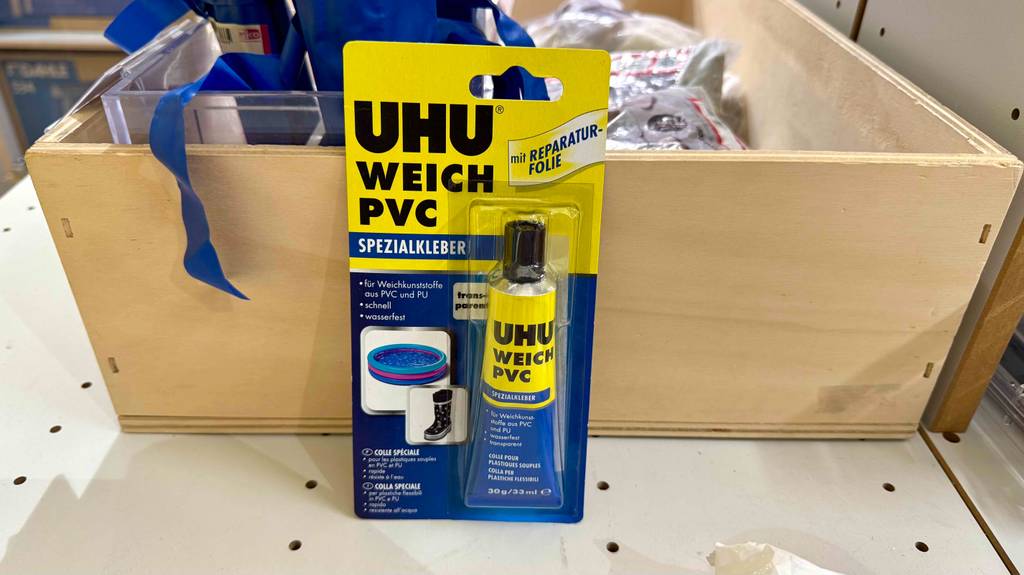 DAHLE
UHU®
WEICH
PVC
mit REPARATUR-
FOLIE
SPEZIALKLEBER
• für Weichkunststoffe
aus PVC und PU
• schnell
• wasserfest
trans-
parent
UHU
WEICH
PVC
SPEZIALKLEBER
• für Weichkunst-
stoffe aus PVC
und PU
• wasserfest
transparent
COLLE POUR
PLASTIQUES SOUPLES
COLLA PER
PLASTICHE FLESSIBILI
30g/33ml e
F COLLE SPÉCIALE
• pour les plastiques souples
en PVC et PU
• rapide
• résiste à l'eau
I COLLA SPECIALE
• per plastiche flessibili
in PVC e PU
• rapido
• resistente all'acqua